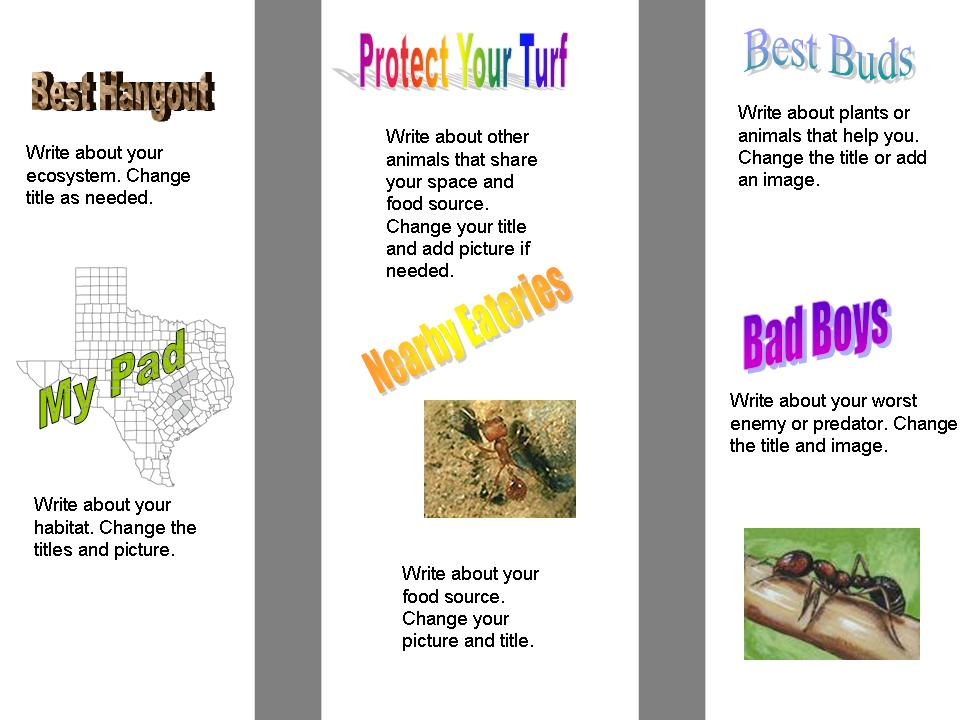 Best Hangout
Write about your
ecosystem. Change
title as needed.
My Pad
Write about your
habitat. Change the
titles and picture.
Protect Your Turf
Write about other
animals that share
your space and
food source.
Change your title
and add picture if
needed.
Nearby Eateries
Write about your
food source.
Change your
picture and title.
Best Buds
Write about plants or
animals that help you.
Change the title or add
an image.
Bad Boys
Write about your worst
enemy or predator. Change
the title and image.